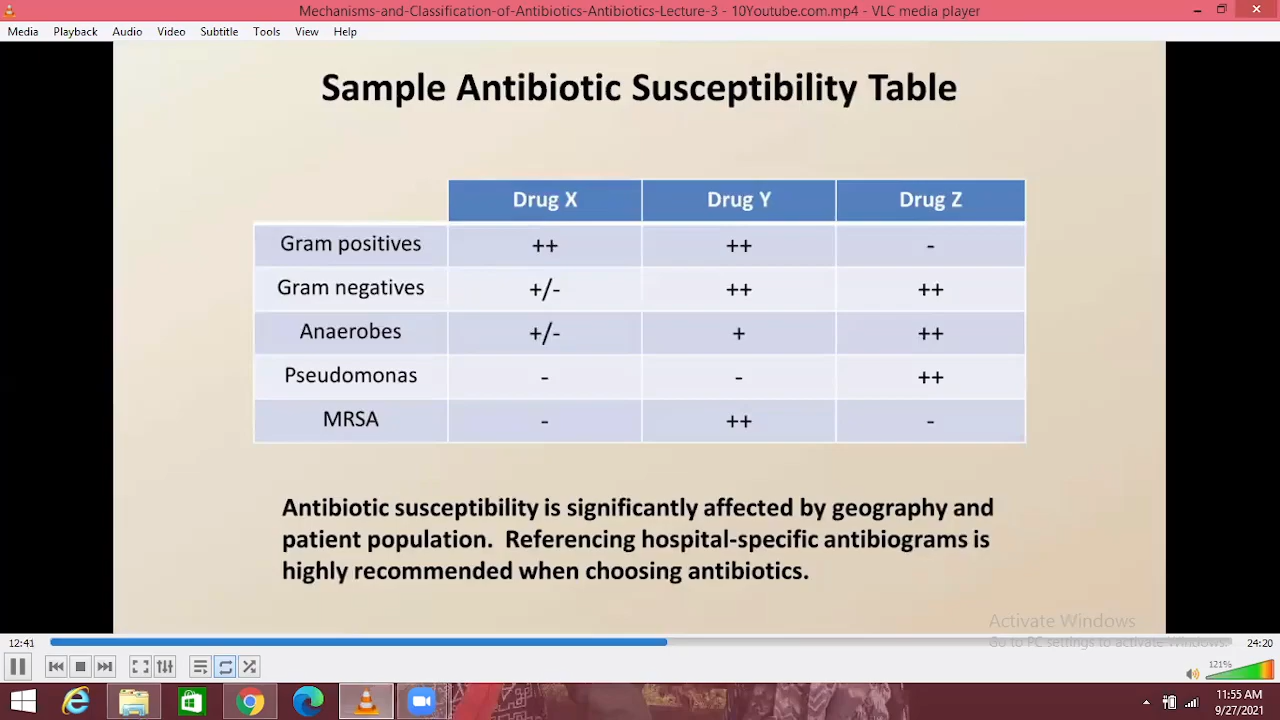 Mechanisms-and-Classification-of-Antibiotics-Antibiotics-Lecture-3 - 10Youtube.com.mp4 - VLC media player
Media Playback Audio Video Subtitle Tools View Help
Sample Antibiotic Susceptibility Table
Drug X Drug Y Drug Z
Gram positives ++ ++ -
Gram negatives +/- ++ ++
Anaerobes +/- + ++
Pseudomonas - - ++
MRSA - ++ -
Antibiotic susceptibility is significantly affected by geography and
patient population. Referencing hospital-specific antibiograms is
highly recommended when choosing antibiotics.
Activate Windows
Go to PC settings to activate Windows.
12:41 24:20
121%
11:55 AM
9/27/2021